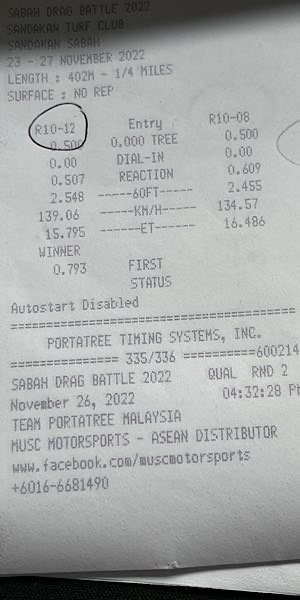 SABAH DRAG BATTLE 2022
SANDAKAN TURF CLUB
SANDAKAN SABAH
23 - 27 NOVEMBER 2022
LENGTH : 402M - 1/4 MILES
SURFACE : NO REP
R10-12 Entry R10-08
0.500 0.000 TREE 0.500
0.00 DIAL-IN 0.00
0.507 REACTION 0.609
2.548 -----60FT----- 2.455
139.06 -----KM/H----- 134.57
15.795 ------ET------ 16.486
WINNER
0.793 FIRST
STATUS
Autostart Disabled
========================================
PORTATREE TIMING SYSTEMS, INC.
=============== 335/336 ==========600214
SABAH DRAG BATTLE 2022 QUAL RND 2
November 26, 2022 04:32:28 P
TEAM PORTATREE MALAYSIA
MUSC MOTORSPORTS - ASEAN DISTRIBUTOR
www.facebook.com/muscmotorsports
+6016-6681490